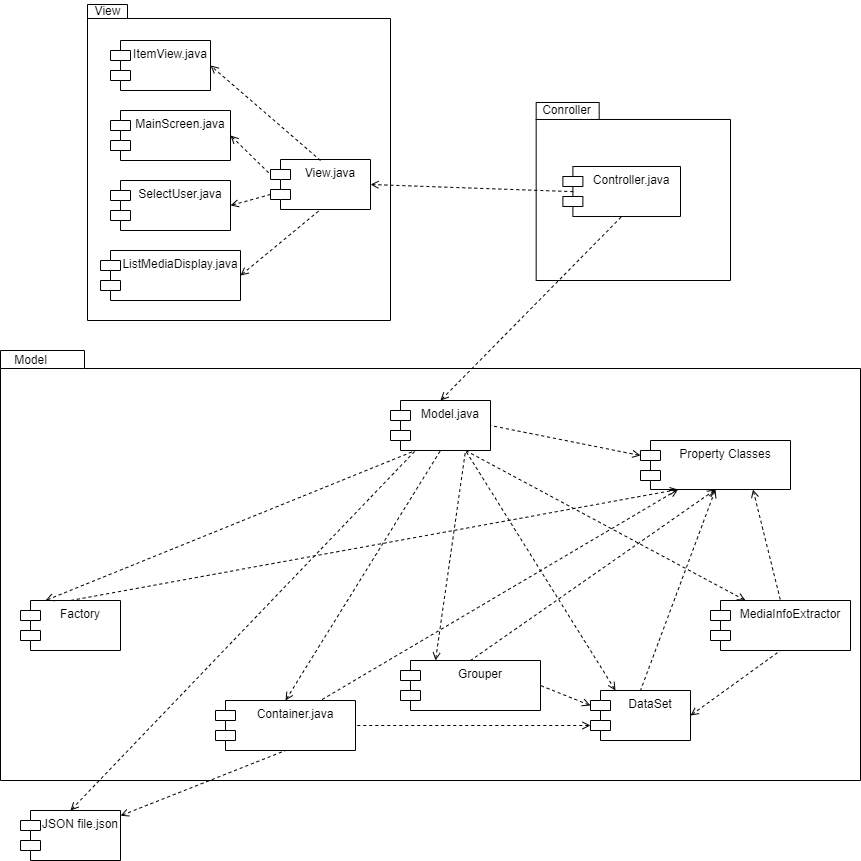 View
ItemView.java
MainScreen.java
View.java
SelectUser.java
ListMediaDisplay.java
Conroller
Controller.java
Model
Model.java
Property Classes
Factory
MediaInfoExtractor
Grouper
Container.java
DataSet
JSON file.json